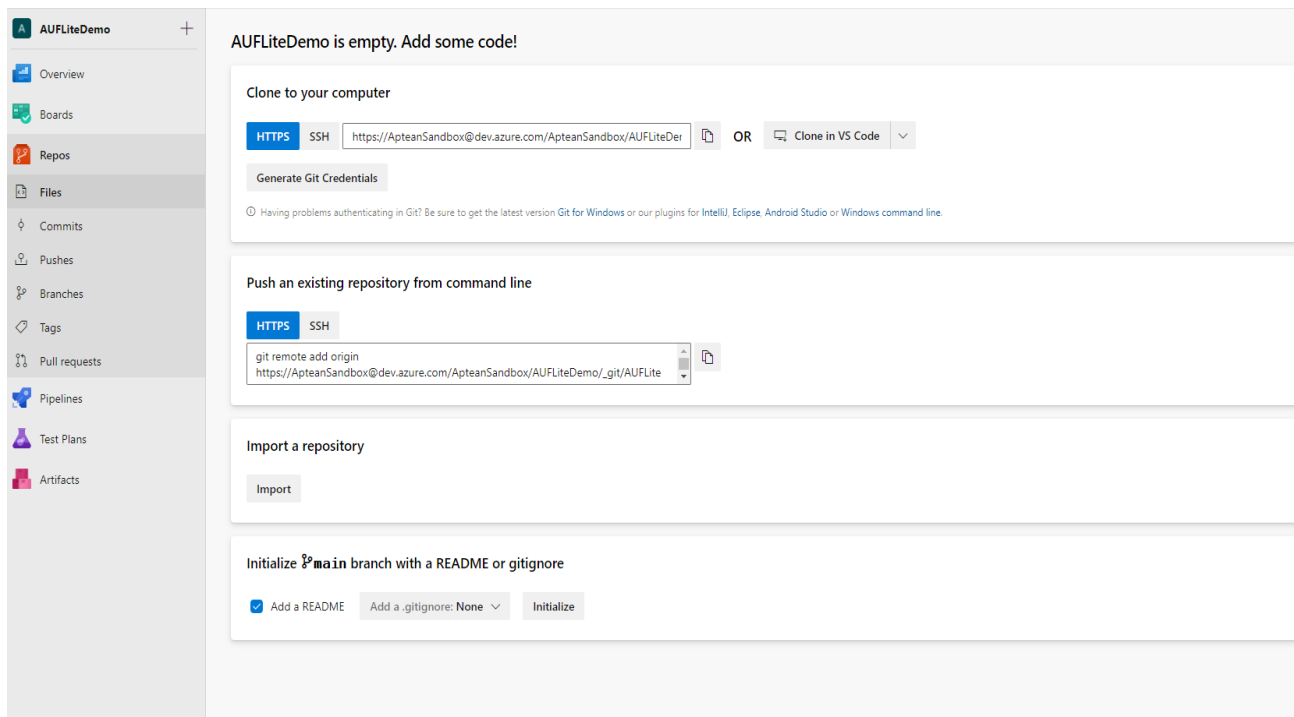 A AUFLiteDemo
Overview
Boards
Repos
Files
Commits
Pushes
Branches
Tags
Pull requests
Pipelines
Test Plans
Artifacts
AUFLiteDemo is empty. Add some code!
Clone to your computer
HTTPS SSH https://ApteanSandbox@dev.azure.com/ApteanSandbox/AUFLiteDer OR Clone in VS Code
Generate Git Credentials
Having problems authenticating in Git? Be sure to get the latest version Git for Windows or our plugins for IntelliJ, Eclipse, Android Studio or Windows command line.
Push an existing repository from command line
HTTPS SSH
git remote add origin
https://ApteanSandbox@dev.azure.com/ApteanSandbox/AUFLiteDemo/_git/AUFLite
Import a repository
Import
Initialize main branch with a README or gitignore
Add a README Add a .gitignore: None Initialize